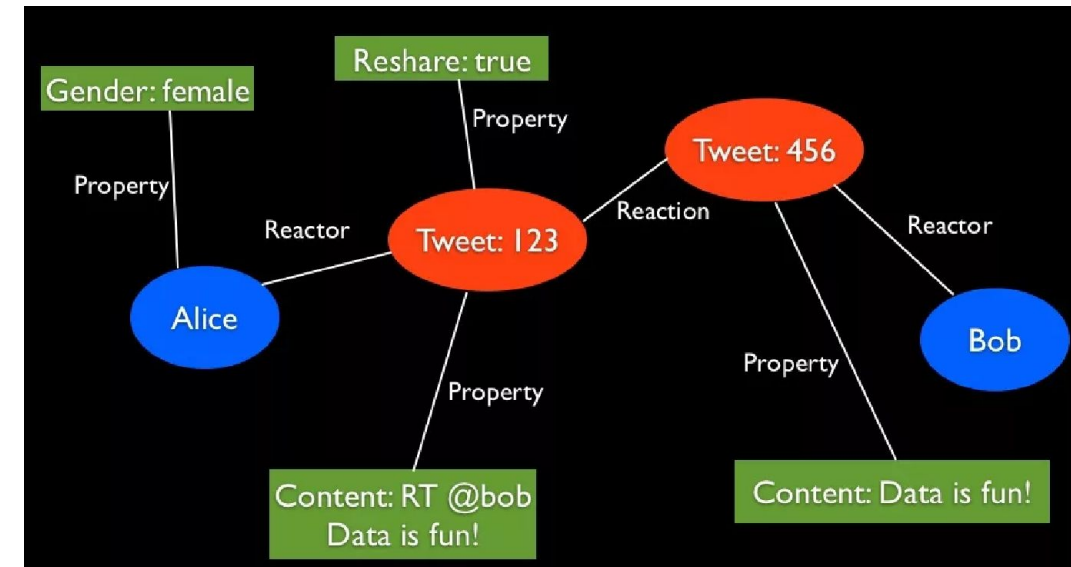 Reshare: true
Gender: female
Property
Tweet: 456
Property
Reaction
Reactor
Reactor
Tweet: 123
Alice
Bob
Property
Property
Content: RT @bob
Data is fun!
Content: Data is fun!